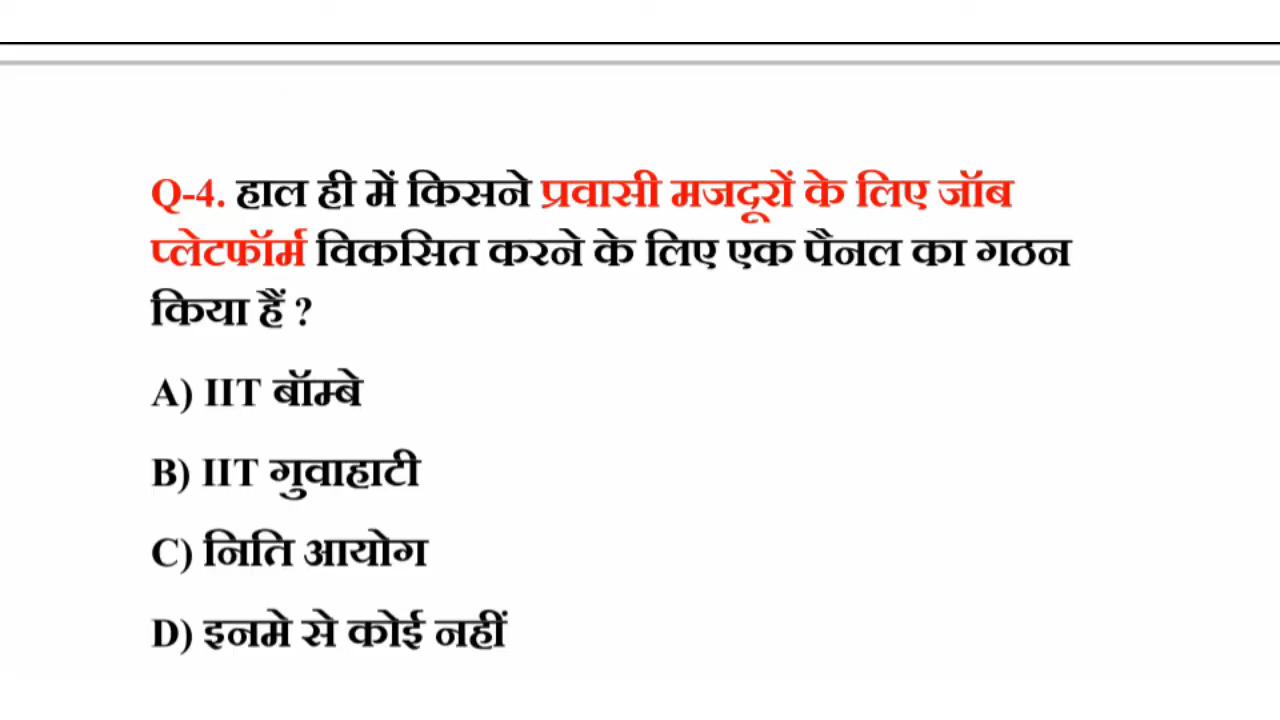 Q-4. हाल ही में किसने प्रवासी मजदूरों के लिए जॉब
प्लेटफॉर्म विकसित करने के लिए एक पैनल का गठन
किया हैं ?
A) IIT बॉम्बे
B) IIT गुवाहाटी
C) निति आयोग
D) इनमे से कोई नहीं